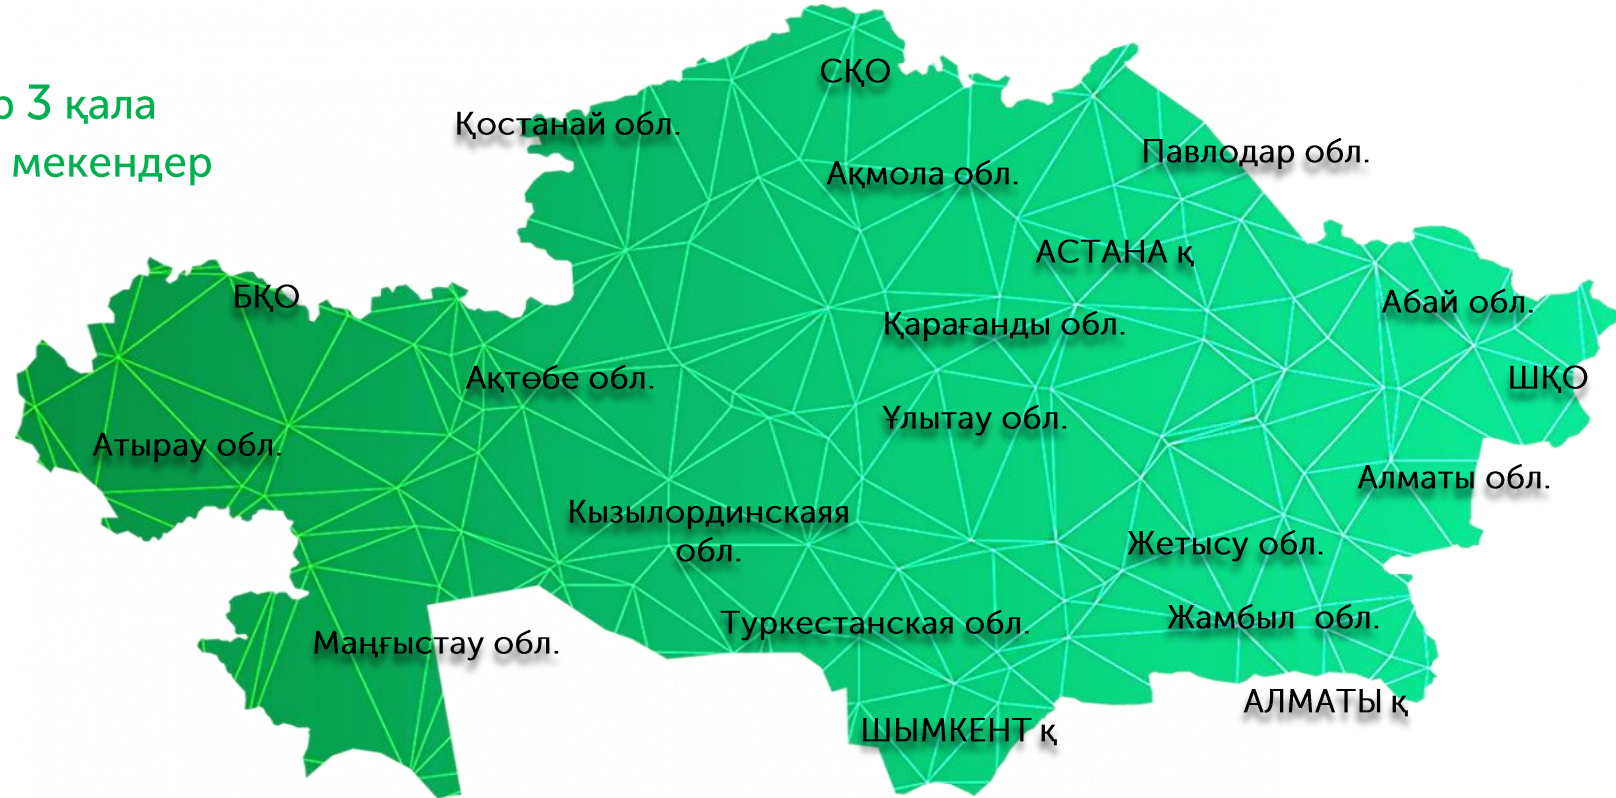 3 қала
мекендер
СҚО
Қостанай обл.
Павлодар обл.
Ақмола обл.
АСТАНА қ
БҚО
Абай обл.
Қарағанды обл.
Ақтөбе обл.
ШҚО
Ұлытау обл.
Атырау обл.
Алматы обл.
Кызылординскаяя
обл.
Жетысу обл.
Туркестанская обл.
Жамбыл  обл.
Маңғыстау обл.
АЛМАТЫ қ
ШЫМКЕНТ қ